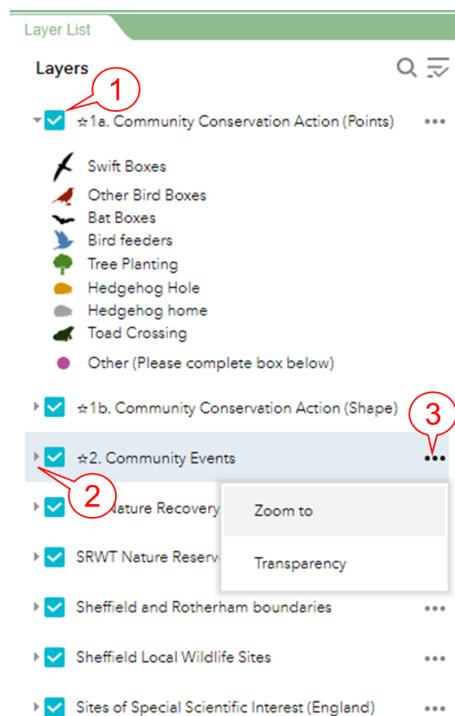 Layer List
Layers
1
☆1a. Community Conservation Action (Points)
Swift Boxes
Other Bird Boxes
Bat Boxes
Bird feeders
Tree Planting
Hedgehog Hole
Hedgehog home
Toad Crossing
Other (Please complete box below)
☆1b. Community Conservation Action (Shape)
3
☆2. Community Events
2
Nature Recovery
Zoom to
SRWT Nature Reserv
Transparency
Sheffield and Rotherham boundaries
Sheffield Local Wildlife Sites
Sites of Special Scientific Interest (England)